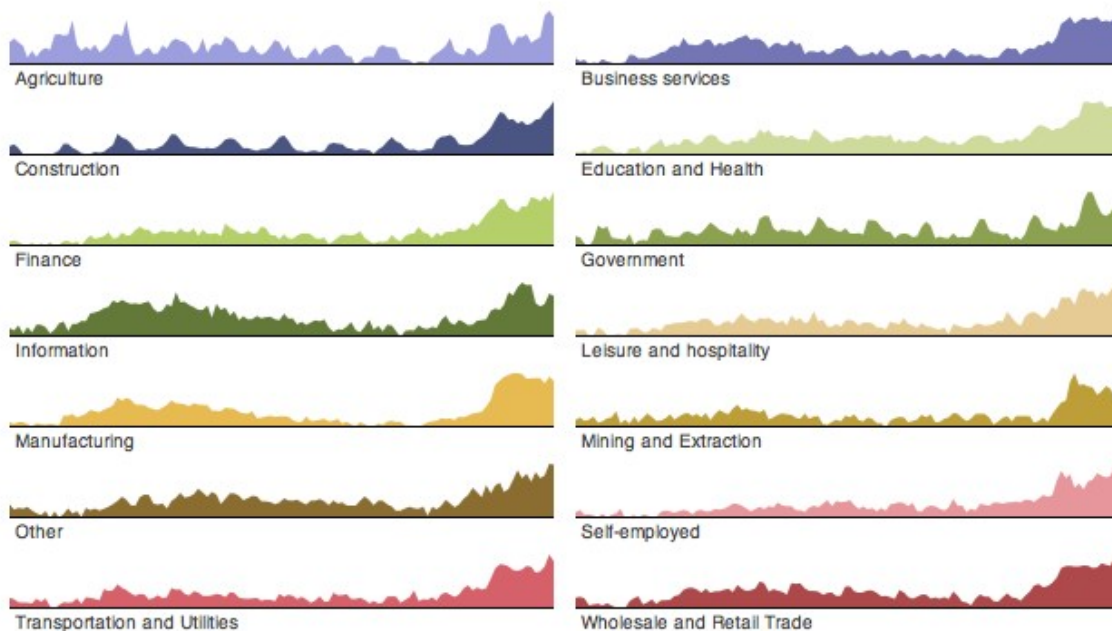 Agriculture
Business services
Construction
Education and Health
Finance
Government
Information
Leisure and hospitality
Manufacturing
Mining and Extraction
Other
Self-employed
Transportation and Utilities
Wholesale and Retail Trade